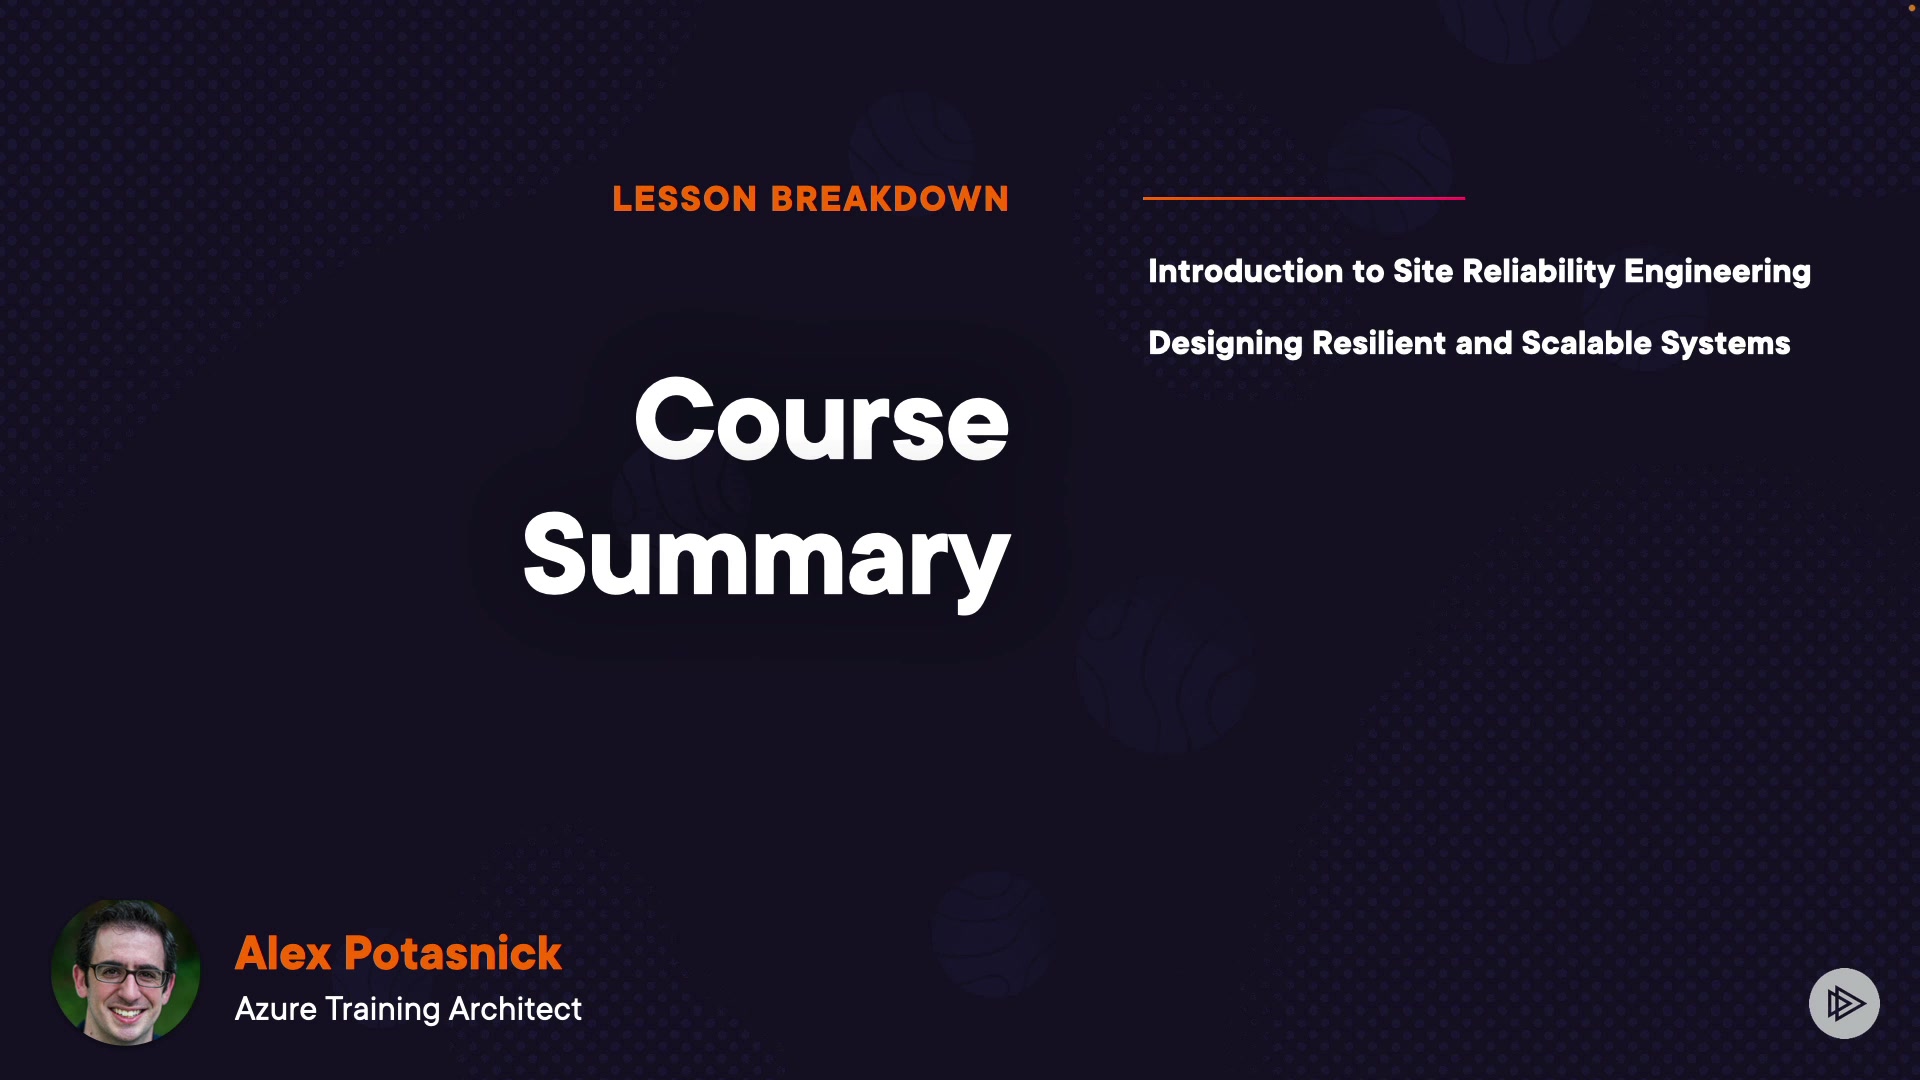 LESSON BREAKDOWN
Course
Summary
Introduction to Site Reliability Engineering
Designing Resilient and Scalable Systems
Alex Potasnick
Azure Training Architect